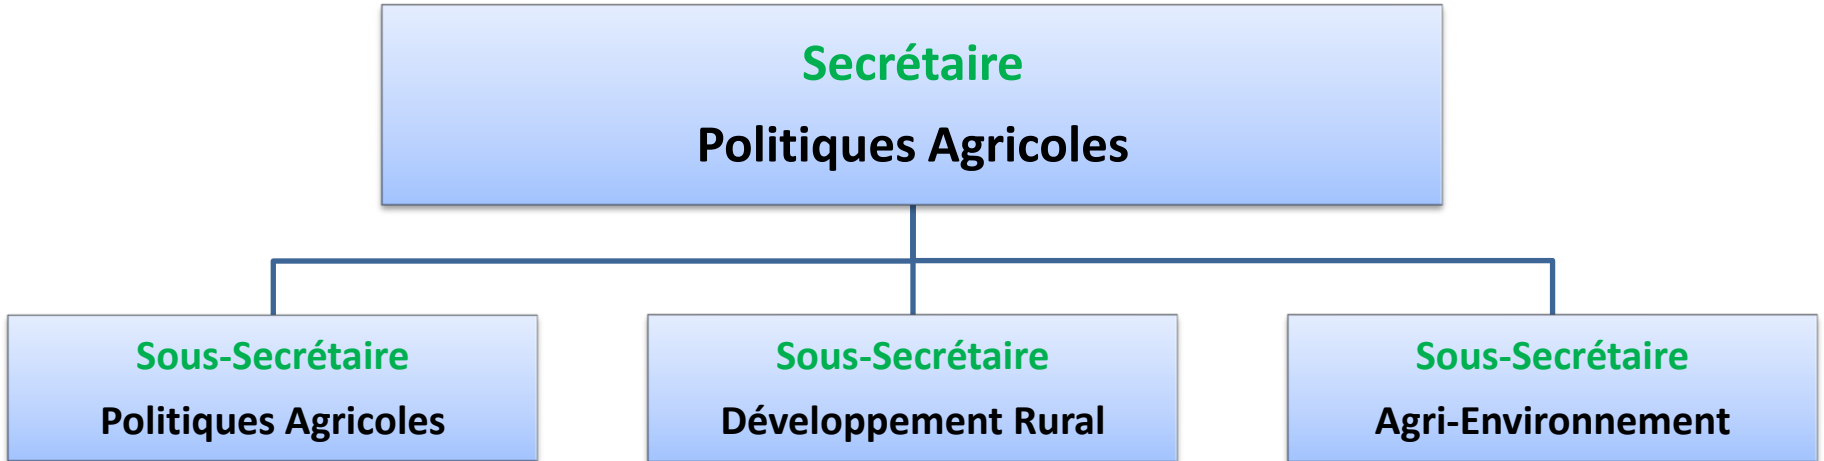 Secrétaire
Politiques Agricoles
Sous-Secrétaire
Politiques Agricoles
Sous-Secrétaire
Développement Rural
Sous-Secrétaire
Agri-Environnement